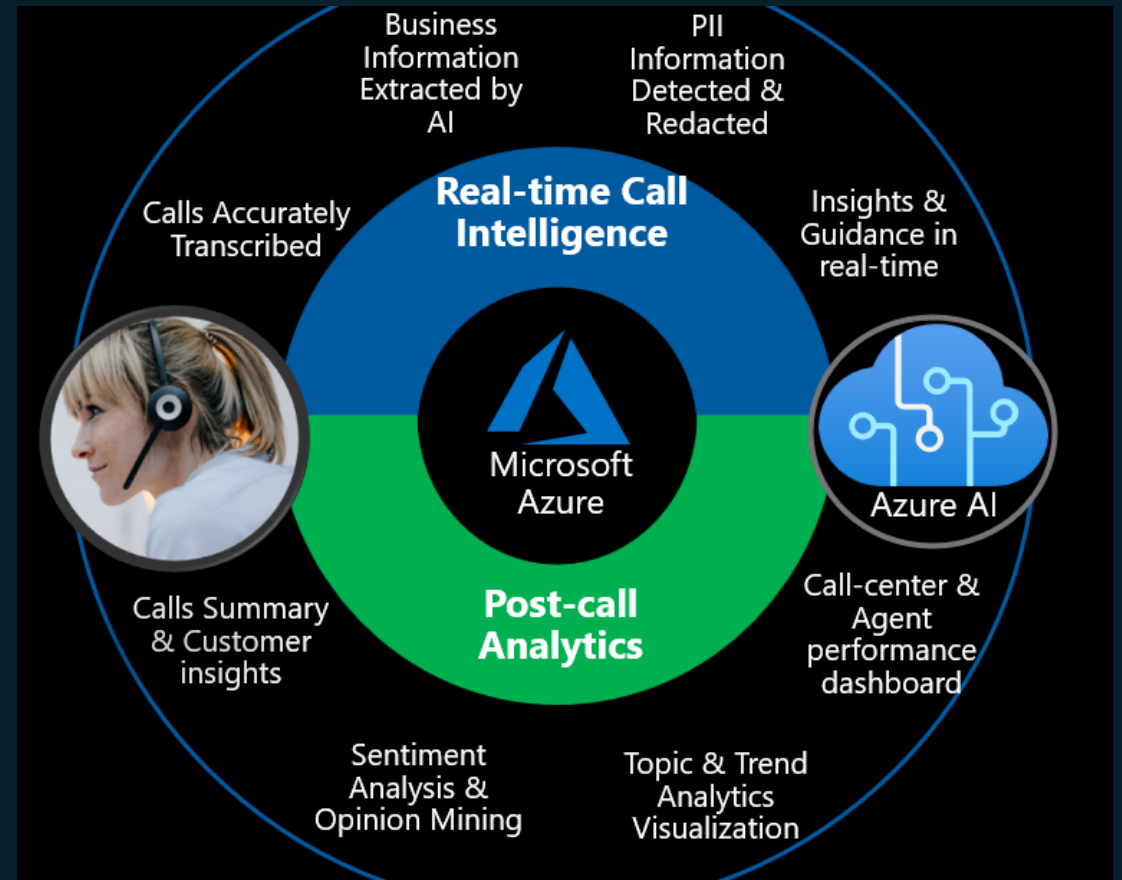 Business
Information
Extracted by
AI
PII
Information
Detected &
Redacted
Calls Accurately
Transcribed
Real-time Call
Intelligence
Insights &
Guidance in
real-time
Microsoft
Azure
Azure AI
Calls Summary
& Customer
insights
Post-call
Analytics
Call-center &
Agent
performance
dashboard
Sentiment
Analysis &
Opinion Mining
Topic & Trend
Analytics
Visualization